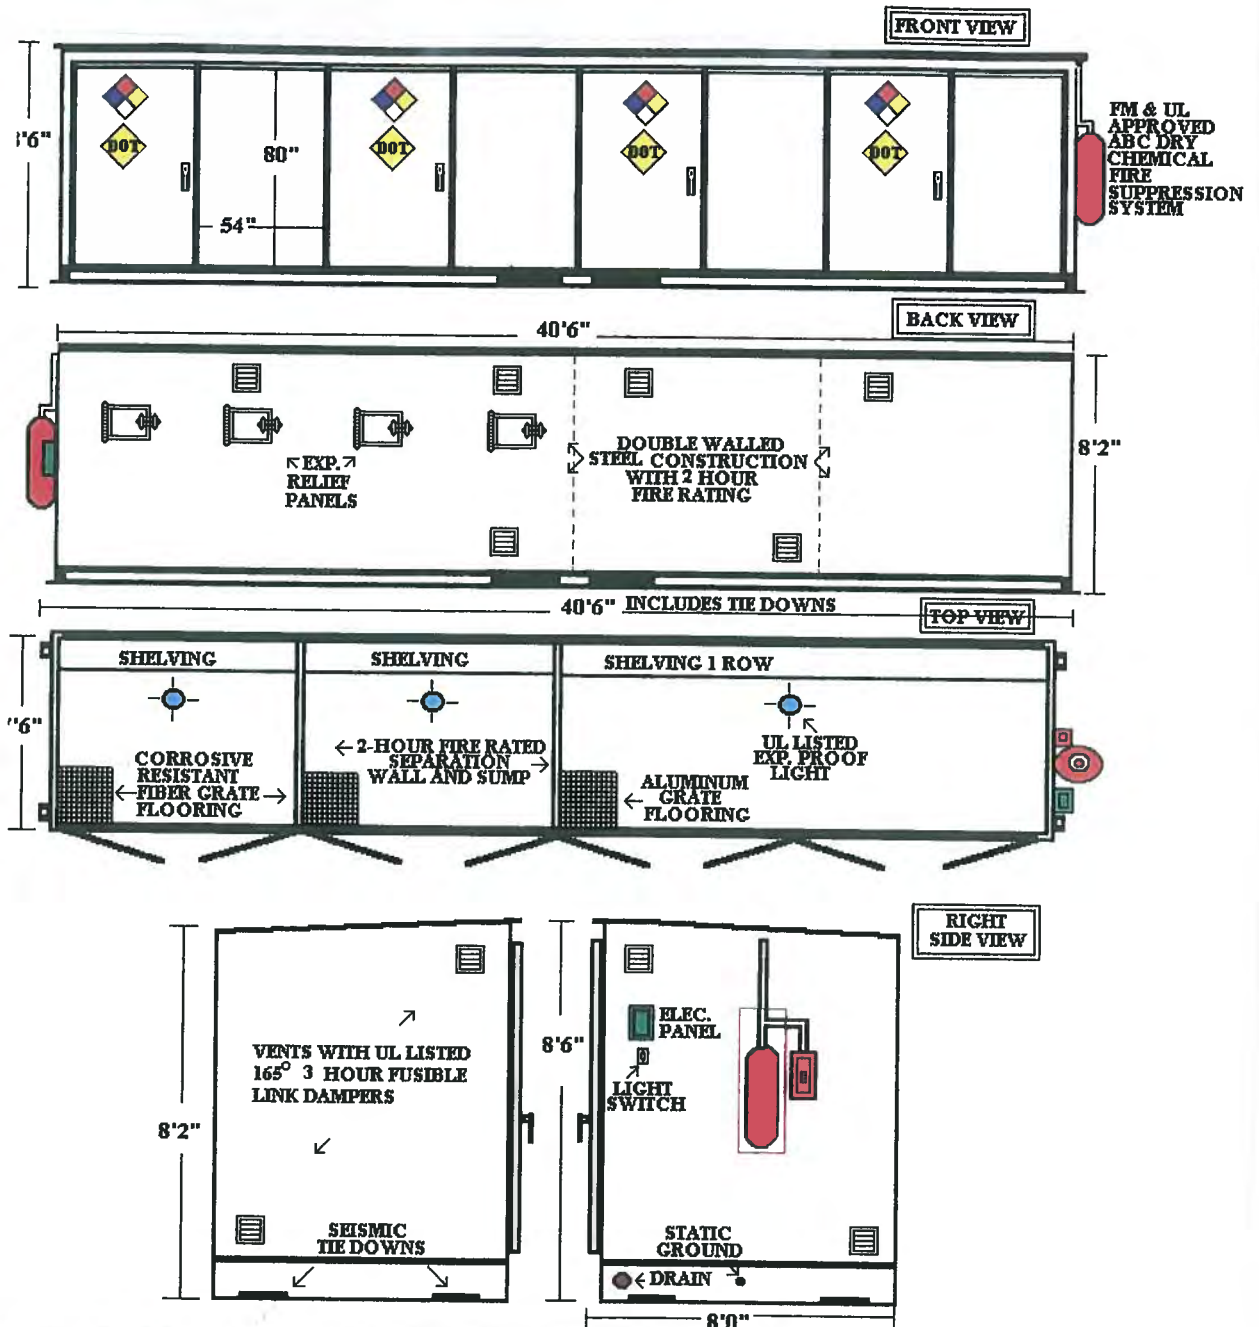 FRONT VIEW
DOT
DOT
DOT
DOT
80"
54"
FM & UL
APPROVED
ABC DRY
CHEMICAL
FIRE
SUPPRESSION
SYSTEM
BACK VIEW
40'6"
EXP.
RELIEF
PANELS
DOUBLE WALLED
STEEL CONSTRUCTION
WITH 2 HOUR
FIRE RATING
8'2"
40'6" INCLUDES TIE DOWNS
TOP VIEW
SHELVING
SHELVING
SHELVING 1 ROW
CORROSIVE
RESISTANT
FIBER GRATE
FLOORING
2-HOUR FIRE RATED
SEPARATION
WALL AND SUMP
ALUMINUM
GRATE
FLOORING
UL LISTED
EXP. PROOF
LIGHT
RIGHT
SIDE VIEW
VENTS WITH UL LISTED
165° 3 HOUR FUSIBLE
LINK DAMPERS
8'2"
SEISMIC
TIE DOWNS
8'6"
ELEC.
PANEL
LIGHT
SWITCH
STATIC
GROUND
DRAIN
8'0"